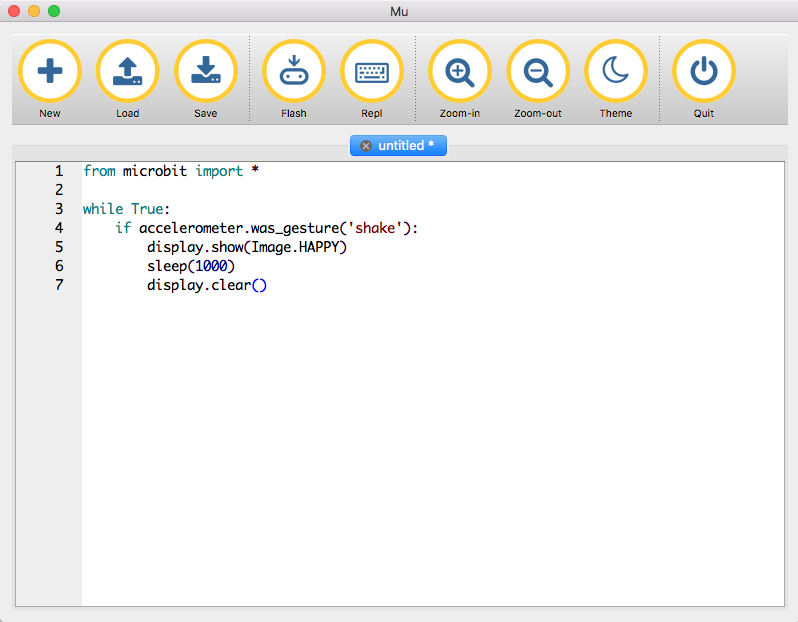 Mu
New Load Save Flash Repl Zoom-in Zoom-out Theme Quit
untitled *
1 from microbit import *
2
3 while True:
4     if accelerometer.was_gesture('shake'):
5         display.show(Image.HAPPY)
6         sleep(1000)
7         display.clear()